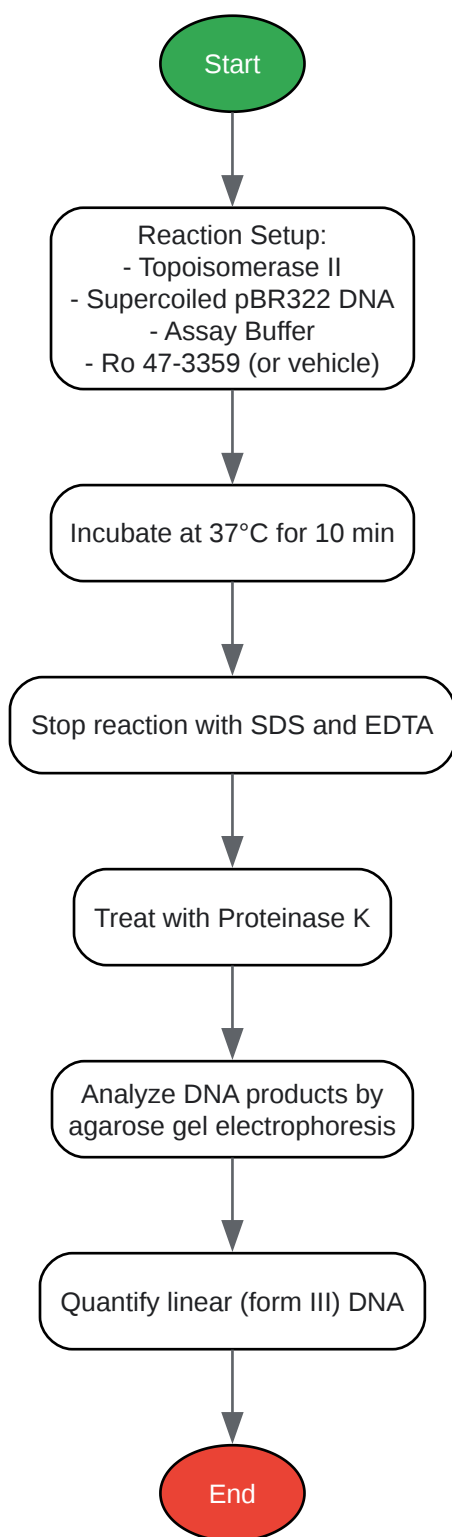 Start
Reaction Setup:
- Topoisomerase II
- Supercoiled pBR322 DNA
- Assay Buffer
- Ro 47-3359 (or vehicle)
Incubate at 37°C for 10 min
Stop reaction with SDS and EDTA
Treat with Proteinase K
Analyze DNA products by
agarose gel electrophoresis
Quantify linear (form III) DNA
End